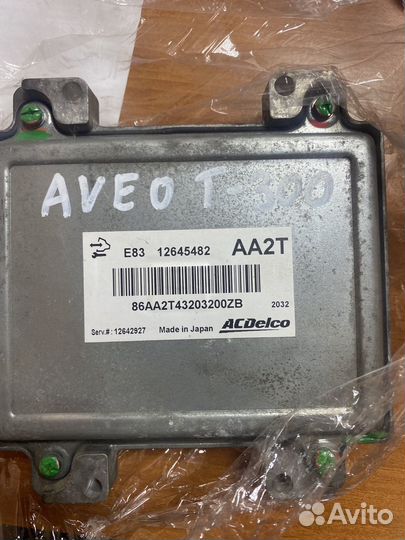 AVEO T-300
E83 12645482 AA2T
86AA2T43203200ZB 2032
Serv.#: 12642927 Made in Japan ACDelco
Avito